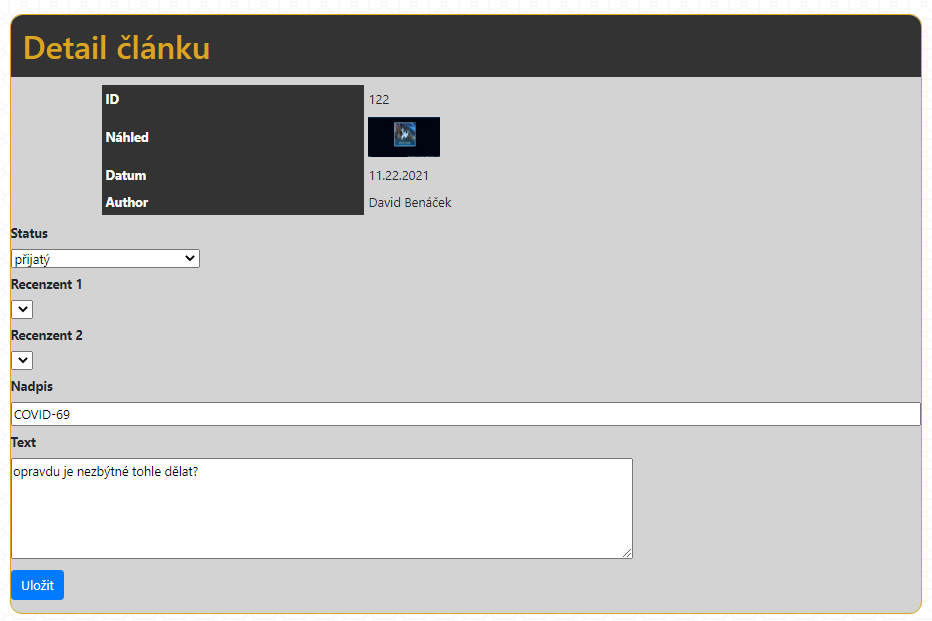 Detail článku
ID 122
Náhled
Datum 11.22.2021
Author David Benáček
Status
přijatý
Recenzent 1
Recenzent 2
Nadpis
COVID-69
Text
opravdu je nezbýtné tohle dělat?
Uložit